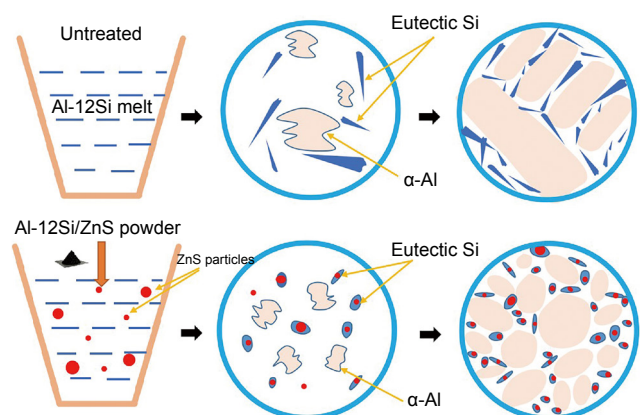 Untreated
Eutectic Si
Al-12Si melt
α-Al
Al-12Si/ZnS powder
ZnS particles
Eutectic Si
α-Al